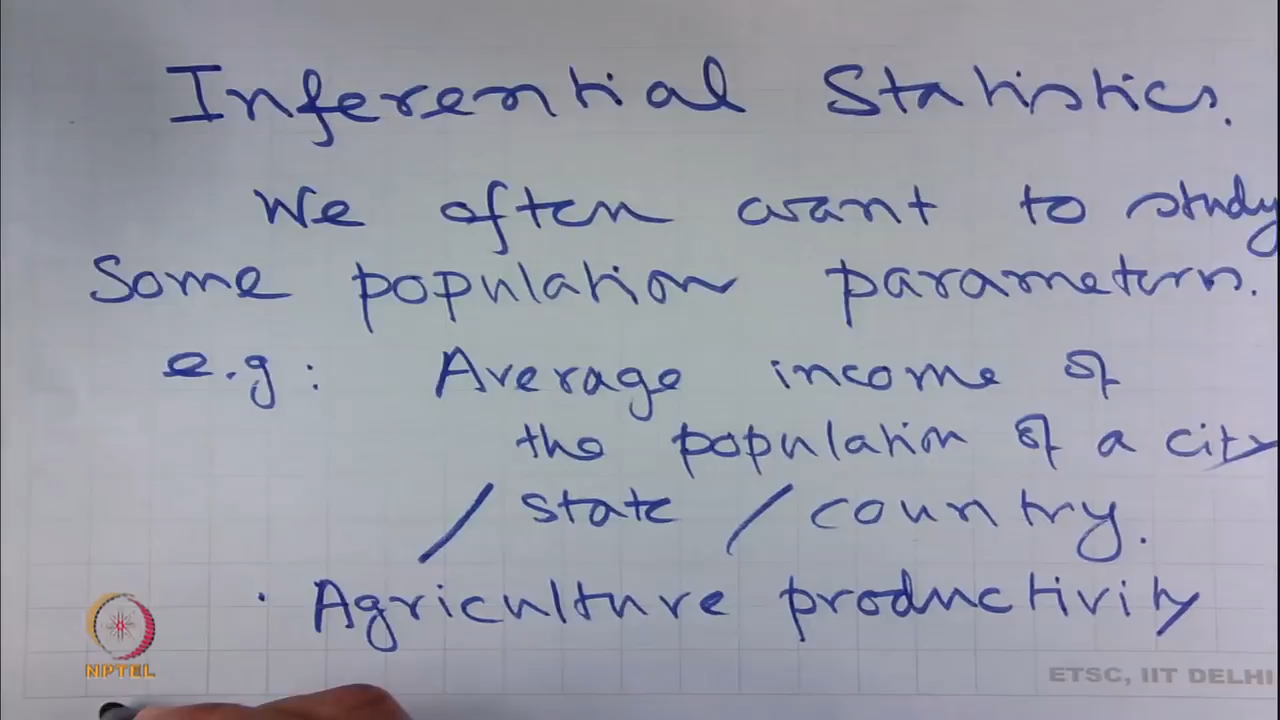 Inferential Statistics.
We often want to study
Some population parameters.
e.g: Average income of
the population of a city
/ state / country.
· Agriculture productivity
NPTEL
ETSC, IIT DELHI